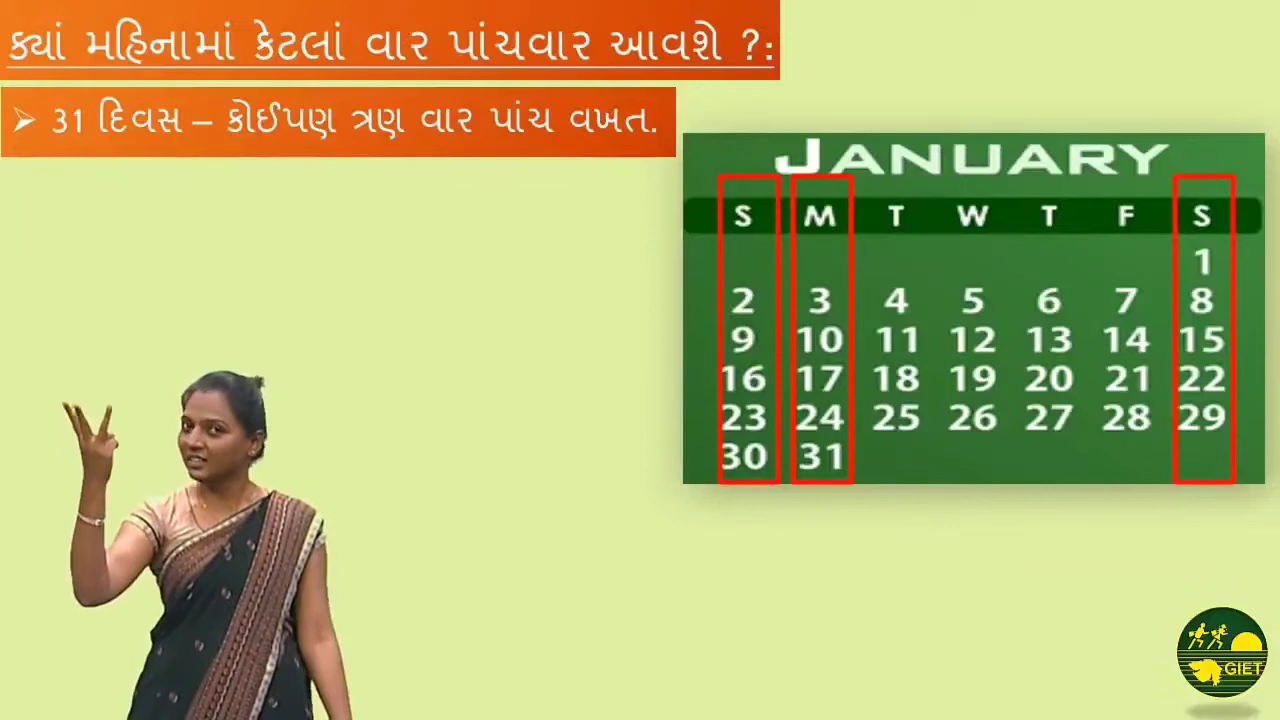 ક્યાં મહિનામાં કેટલાં વાર પાંચવાર આવશે ?:
➢ 31 દિવસ – કોઈપણ ત્રણ વાર પાંચ વખત.
JANUARY
S M T W T F S
1
2 3 4 5 6 7 8
9 10 11 12 13 14 15
16 17 18 19 20 21 22
23 24 25 26 27 28 29
30 31
GIET